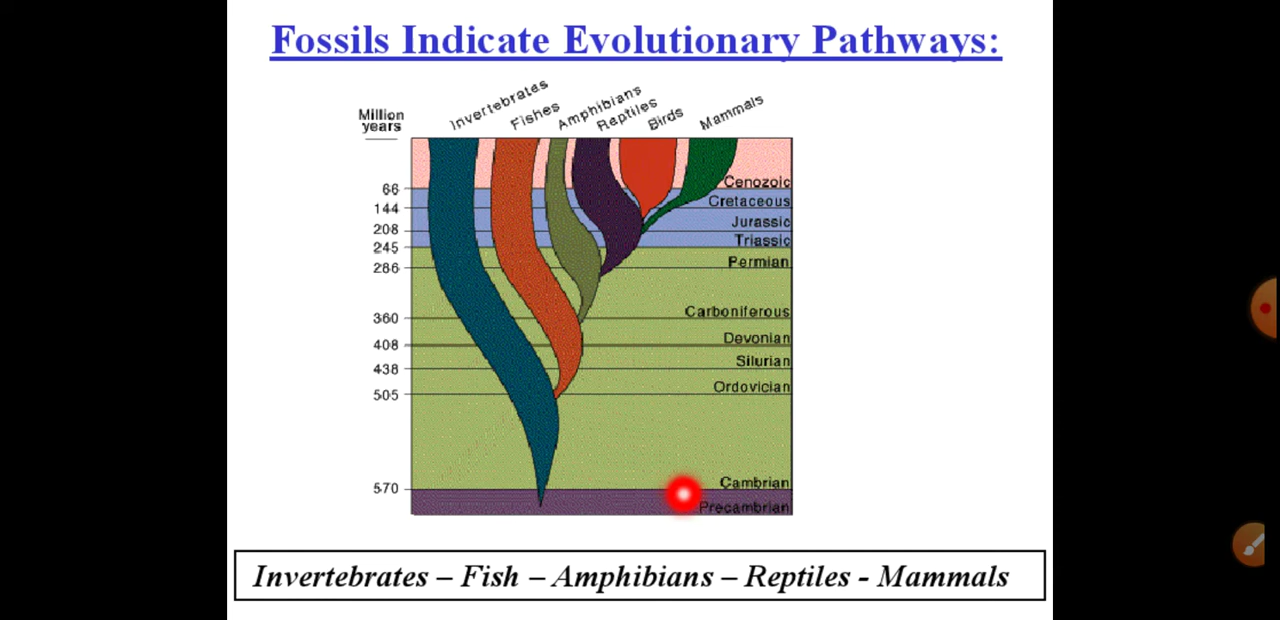 Fossils Indicate Evolutionary Pathways:
Million
years
Invertebrates
Fishes
Amphibians
Reptiles
Birds
Mammals
Cenozoic
66
Cretaceous
144
Jurassic
208
Triassic
245
Permian
286
Carboniferous
360
Devonian
408
Silurian
438
Ordovician
505
Cambrian
570
Precambrian
Invertebrates – Fish – Amphibians – Reptiles - Mammals